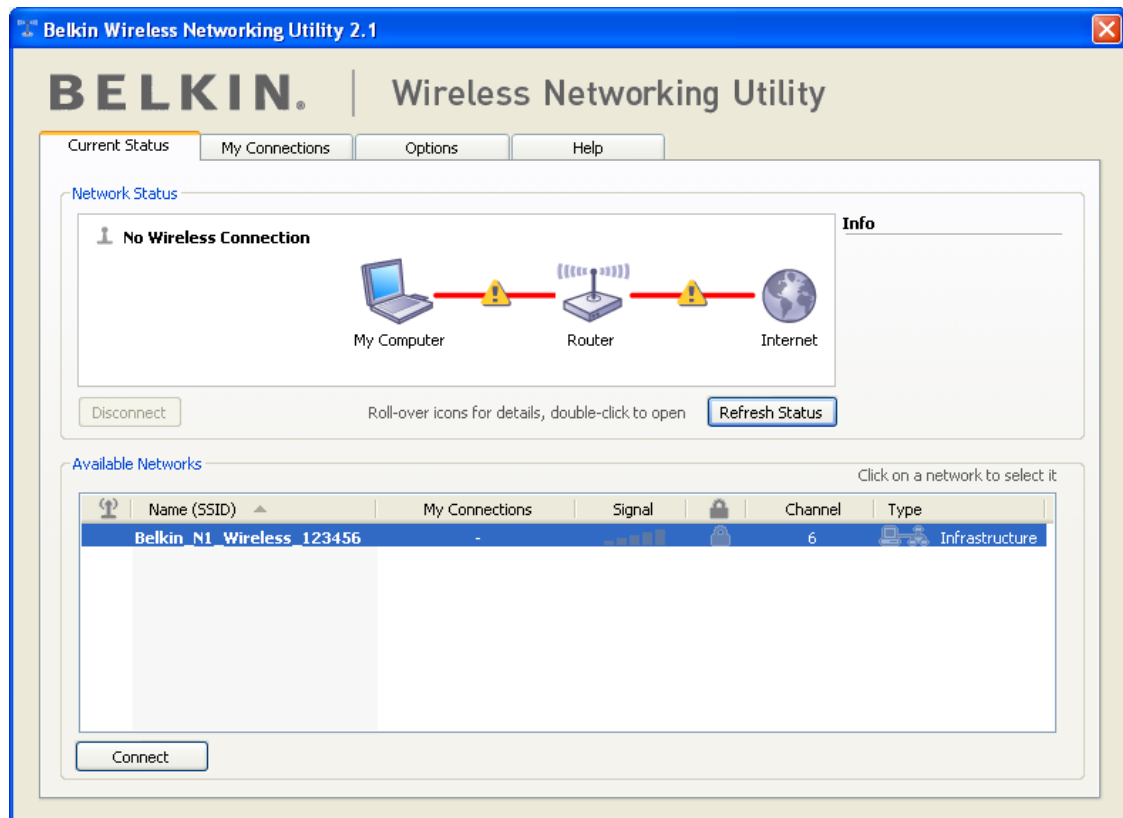 Belkin Wireless Networking Utility 2.1
BELKIN® Wireless Networking Utility
Current Status My Connections Options Help
Network Status
No Wireless Connection
Info
My Computer Router Internet
Disconnect Roll-over icons for details, double-click to open Refresh Status
Available Networks
Click on a network to select it
Name (SSID) My Connections Signal Channel Type
Belkin_N1_Wireless_123456 - 6 Infrastructure
Connect